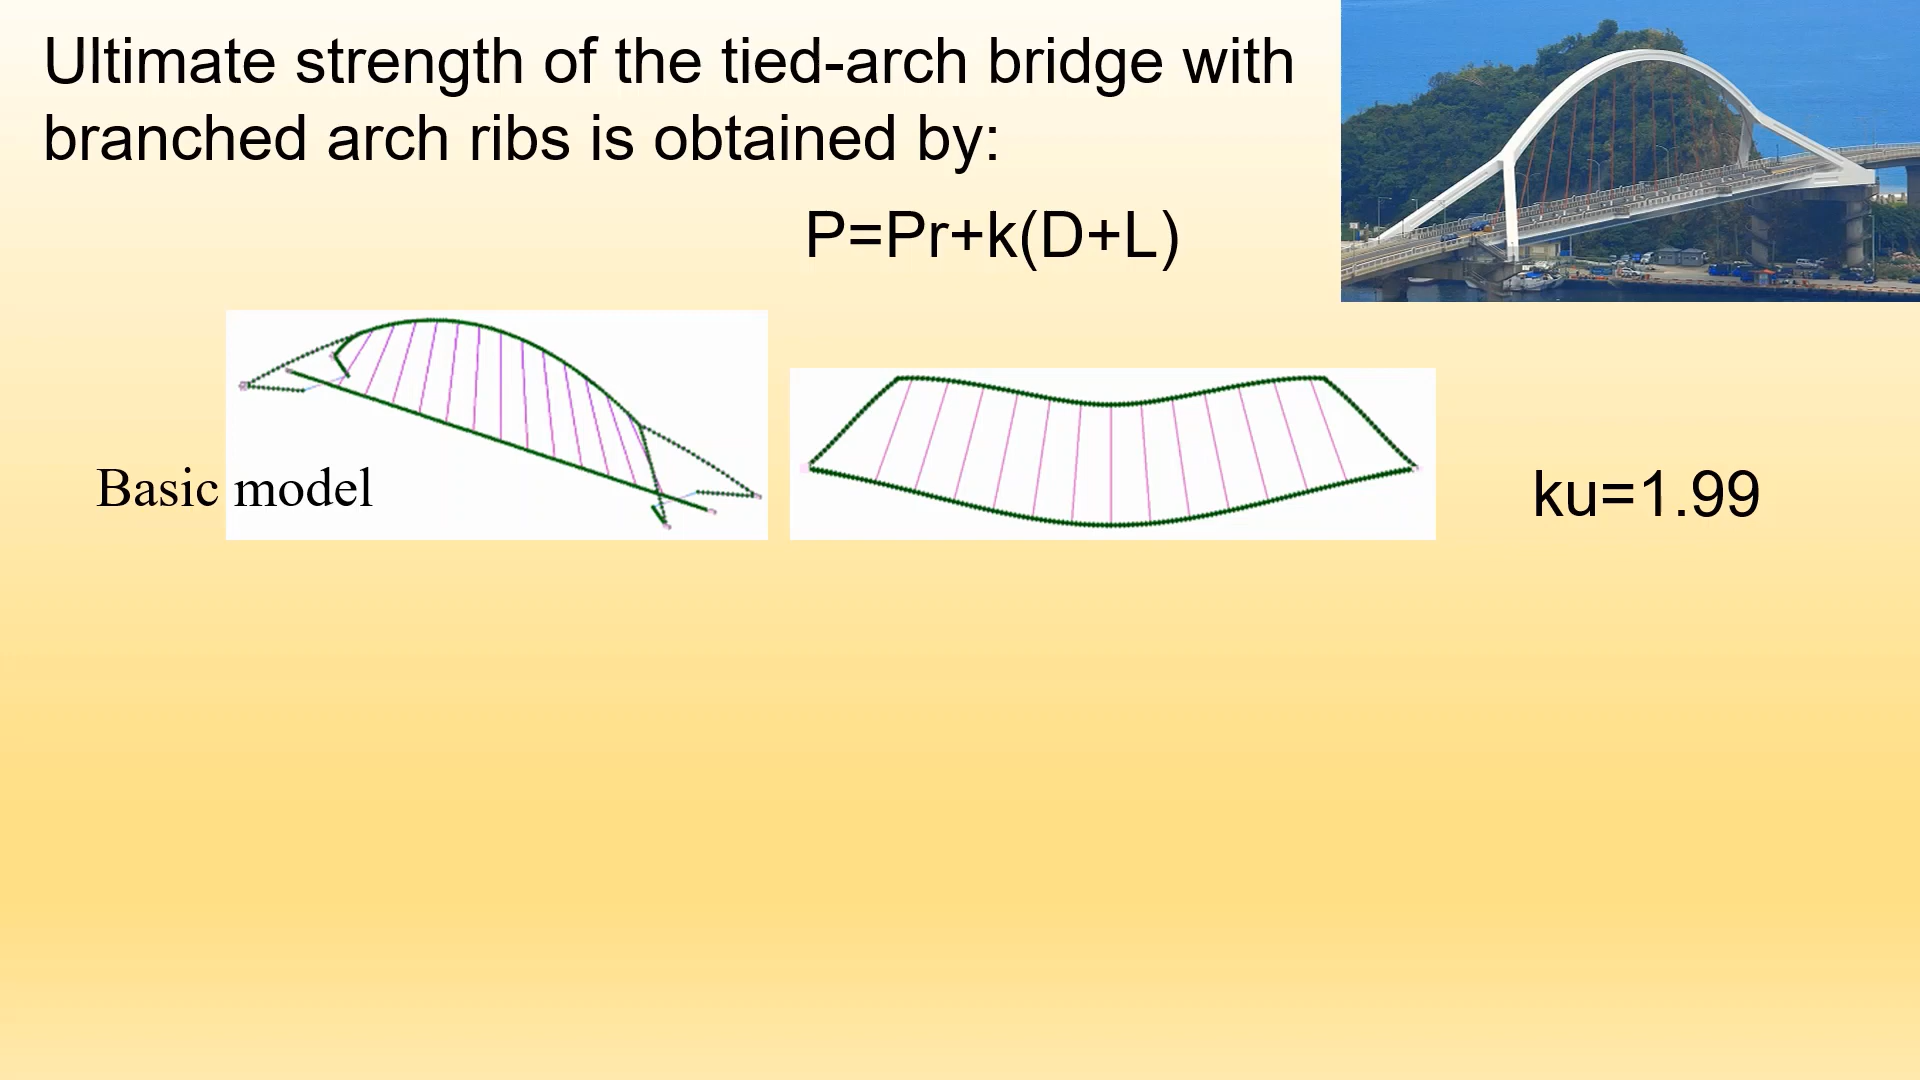 Ultimate strength of the tied-arch bridge with
branched arch ribs is obtained by:
P=Pr+k(D+L)
Basic model
ku=1.99